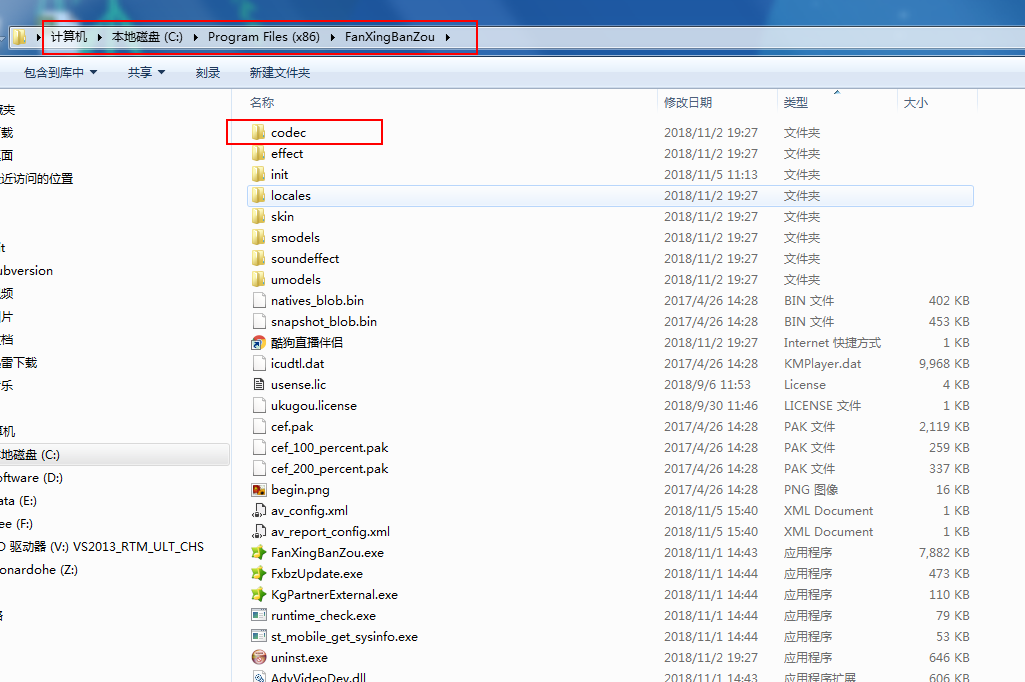 计算机 本地磁盘 (C:) Program Files (x86) FanXingBanZou
包含到库中 共享 刻录 新建文件夹
名称 修改日期 类型 大小
codec 2018/11/2 19:27 文件夹
effect 2018/11/2 19:27 文件夹
init 2018/11/5 11:13 文件夹
locales 2018/11/2 19:27 文件夹
skin 2018/11/2 19:27 文件夹
smodels 2018/11/2 19:27 文件夹
soundeffect 2018/11/2 19:27 文件夹
umodels 2018/11/2 19:27 文件夹
natives_blob.bin 2017/4/26 14:28 BIN 文件 402 KB
snapshot_blob.bin 2017/4/26 14:28 BIN 文件 453 KB
酷狗直播伴侣 2018/11/2 19:27 Internet 快捷方式 1 KB
icudtl.dat 2017/4/26 14:28 KMPlayer.dat 9,968 KB
usense.lic 2018/9/6 11:53 License 4 KB
ukugou.license 2018/9/30 11:46 LICENSE 文件 1 KB
cef.pak 2017/4/26 14:28 PAK 文件 2,119 KB
cef_100_percent.pak 2017/4/26 14:28 PAK 文件 259 KB
cef_200_percent.pak 2017/4/26 14:28 PAK 文件 337 KB
begin.png 2017/4/26 14:28 PNG 图像 16 KB
av_config.xml 2018/11/5 15:40 XML Document 1 KB
av_report_config.xml 2018/11/5 15:40 XML Document 1 KB
FanXingBanZou.exe 2018/11/1 14:43 应用程序 7,882 KB
FxbzUpdate.exe 2018/11/1 14:44 应用程序 473 KB
KgPartnerExternal.exe 2018/11/1 14:44 应用程序 110 KB
runtime_check.exe 2018/11/1 14:44 应用程序 79 KB
st_mobile_get_sysinfo.exe 2018/11/1 14:44 应用程序 53 KB
uninst.exe 2018/11/2 19:27 应用程序 646 KB
AdvVideoDev.dll 2018/11/1 14:43 应用程序扩展 606 KB
夹
载
面
近访问的位置
t
ubversion
频
片
档
雷下载
乐
机
地磁盘 (C:)
oftware (D:)
ata (E:)
ee (F:)
D 驱动器 (V:) VS2013_RTM_ULT_CHS
onardohe (Z:)